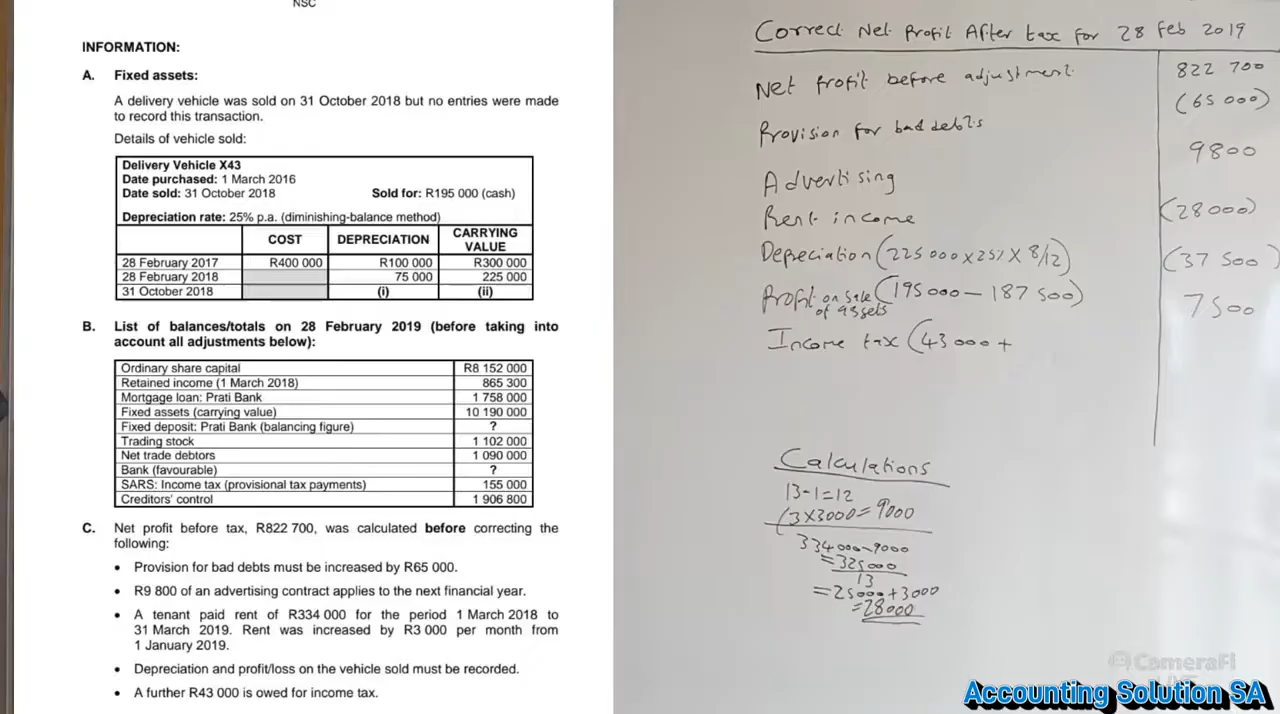 NSC
INFORMATION:
A. Fixed assets:
A delivery vehicle was sold on 31 October 2018 but no entries were made
to record this transaction.
Details of vehicle sold:
Delivery Vehicle X43
Date purchased: 1 March 2016
Date sold: 31 October 2018 Sold for: R195 000 (cash)
Depreciation rate: 25% p.a. (diminishing-balance method)
COST DEPRECIATION CARRYING VALUE
28 February 2017 R400 000 R100 000 R300 000
28 February 2018 75 000 225 000
31 October 2018 (i) (ii)
B. List of balances/totals on 28 February 2019 (before taking into
account all adjustments below):
Ordinary share capital R8 152 000
Retained income (1 March 2018) 865 300
Mortgage loan: Prati Bank 1 758 000
Fixed assets (carrying value) 10 190 000
Fixed deposit: Prati Bank (balancing figure) ?
Trading stock 1 102 000
Net trade debtors 1 090 000
Bank (favourable) ?
SARS: Income tax (provisional tax payments) 155 000
Creditors' control 1 906 800
C. Net profit before tax, R822 700, was calculated before correcting the
following:
• Provision for bad debts must be increased by R65 000.
• R9 800 of an advertising contract applies to the next financial year.
• A tenant paid rent of R334 000 for the period 1 March 2018 to
31 March 2019. Rent was increased by R3 000 per month from
1 January 2019.
• Depreciation and profit/loss on the vehicle sold must be recorded.
• A further R43 000 is owed for income tax.
Correct Net Profit After tax for 28 Feb 2019
Net profit before adjustment 822 700
Provision for bad debts (65 000)
Advertising 9800
Rent income (28 000)
Depreciation (225 000 x 25% x 8/12) (37 500)
Profit on sale of assets (195 000 - 187 500) 7500
Income tax (43 000 +
Calculations
13-1=12
(3x3000=9000
334000-9000
=325000
13
=25000+3000
=28000
CameraFi
Accounting Solution SA